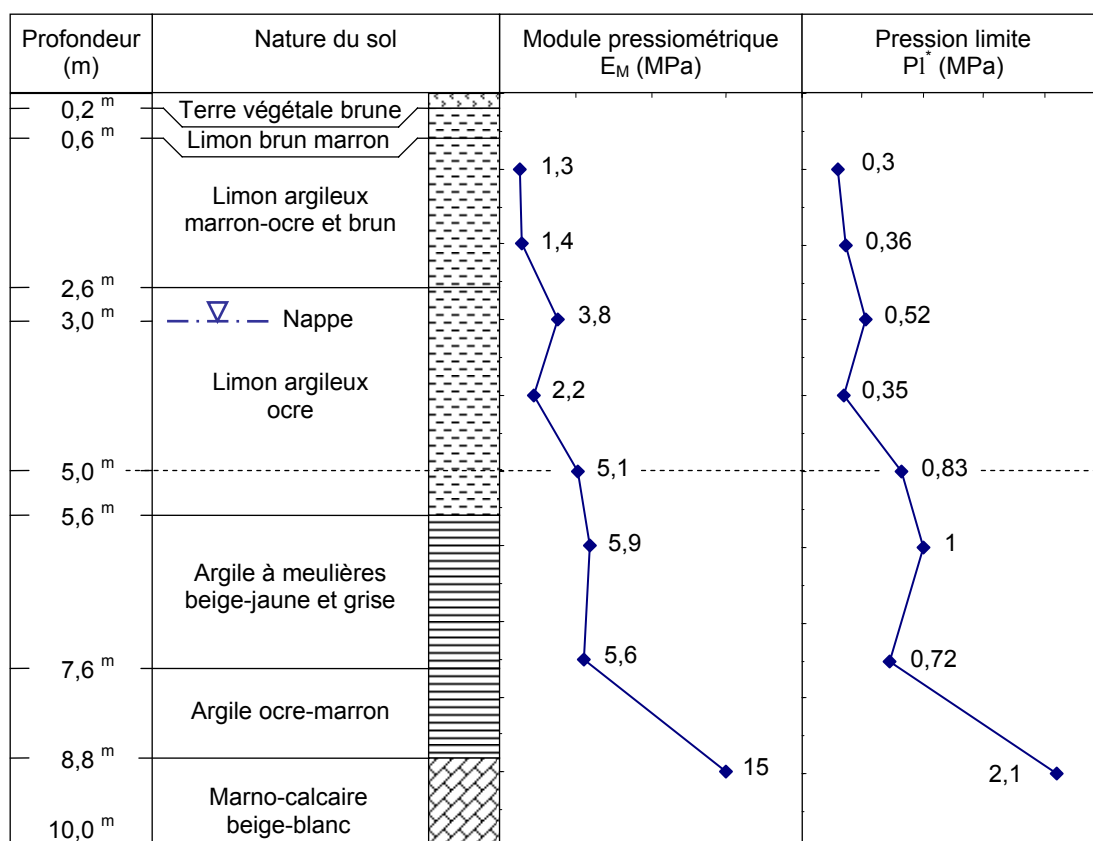 Profondeur
(m)
Nature du sol
Module pressiométrique
E_M (MPa)
Pression limite
Pl* (MPa)
0,2 m
Terre végétale brune
0,6 m
Limon brun marron
1,3
0,3
Limon argileux
marron-ocre et brun
1,4
0,36
2,6 m
3,0 m
Nappe
3,8
0,52
Limon argileux
ocre
2,2
0,35
5,0 m
5,1
0,83
5,6 m
5,9
1
Argile à meulières
beige-jaune et grise
5,6
0,72
7,6 m
Argile ocre-marron
8,8 m
15
2,1
Marno-calcaire
beige-blanc
10,0 m